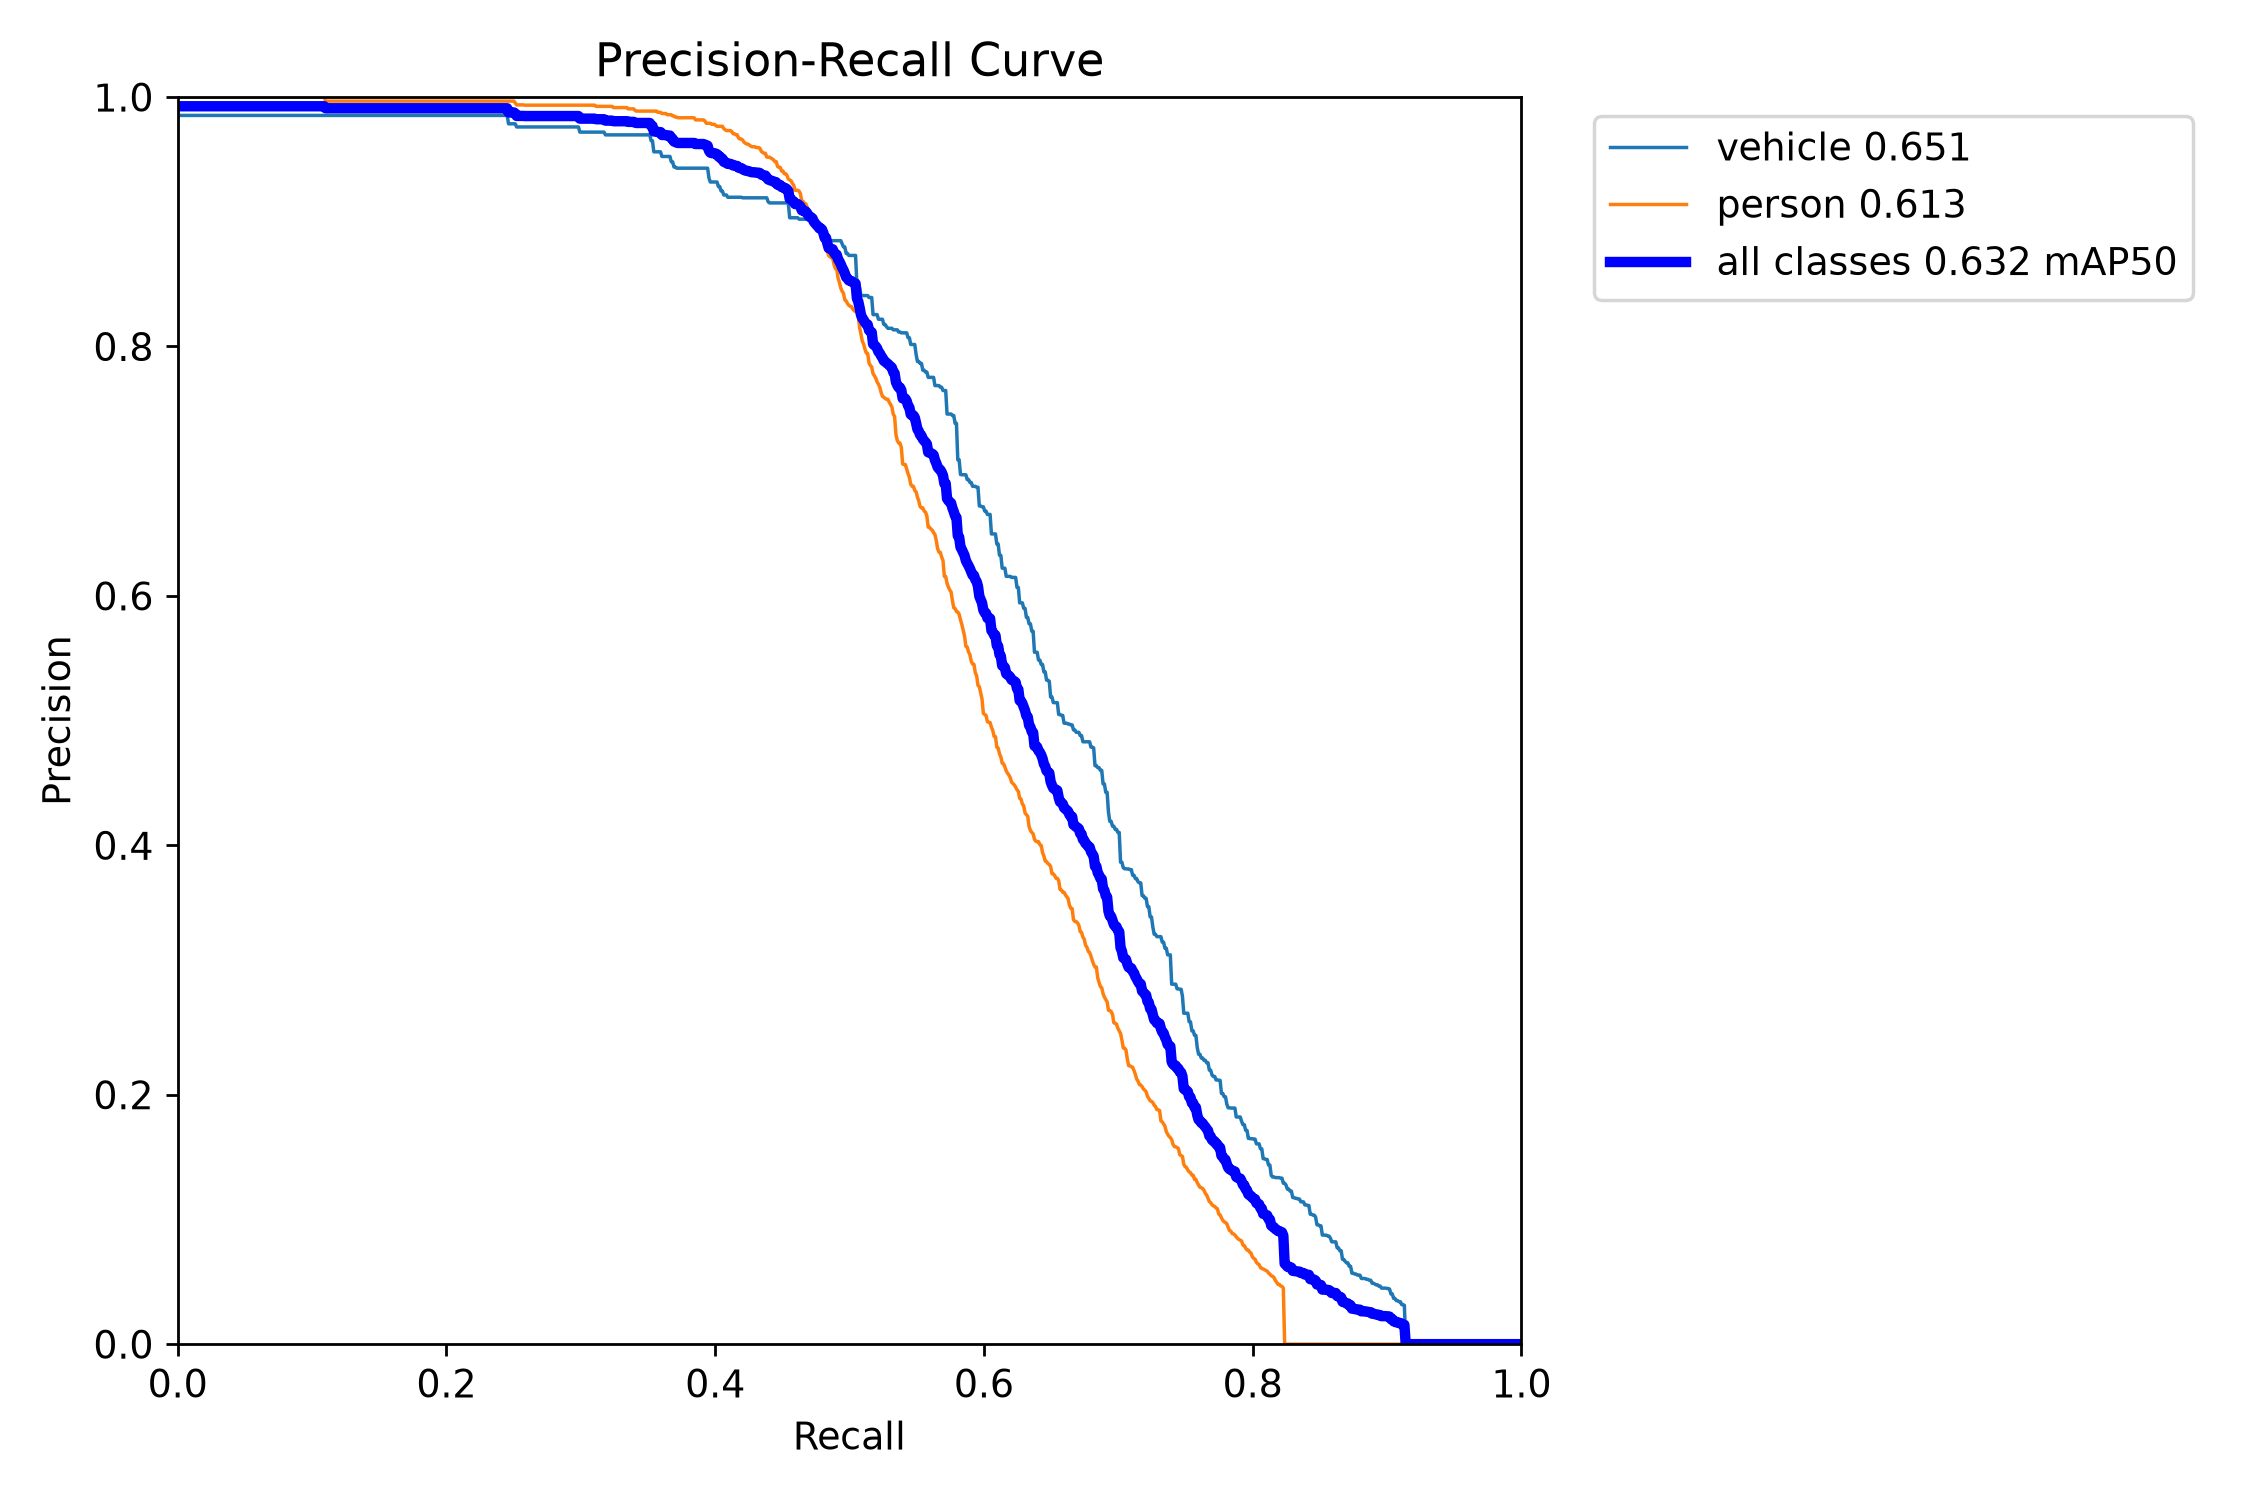 Precision-Recall Curve
1.0
0.8
0.6
0.4
0.2
0.0
Precision
0.0 0.2 0.4 0.6 0.8 1.0
Recall
vehicle 0.651
person 0.613
all classes 0.632 mAP50